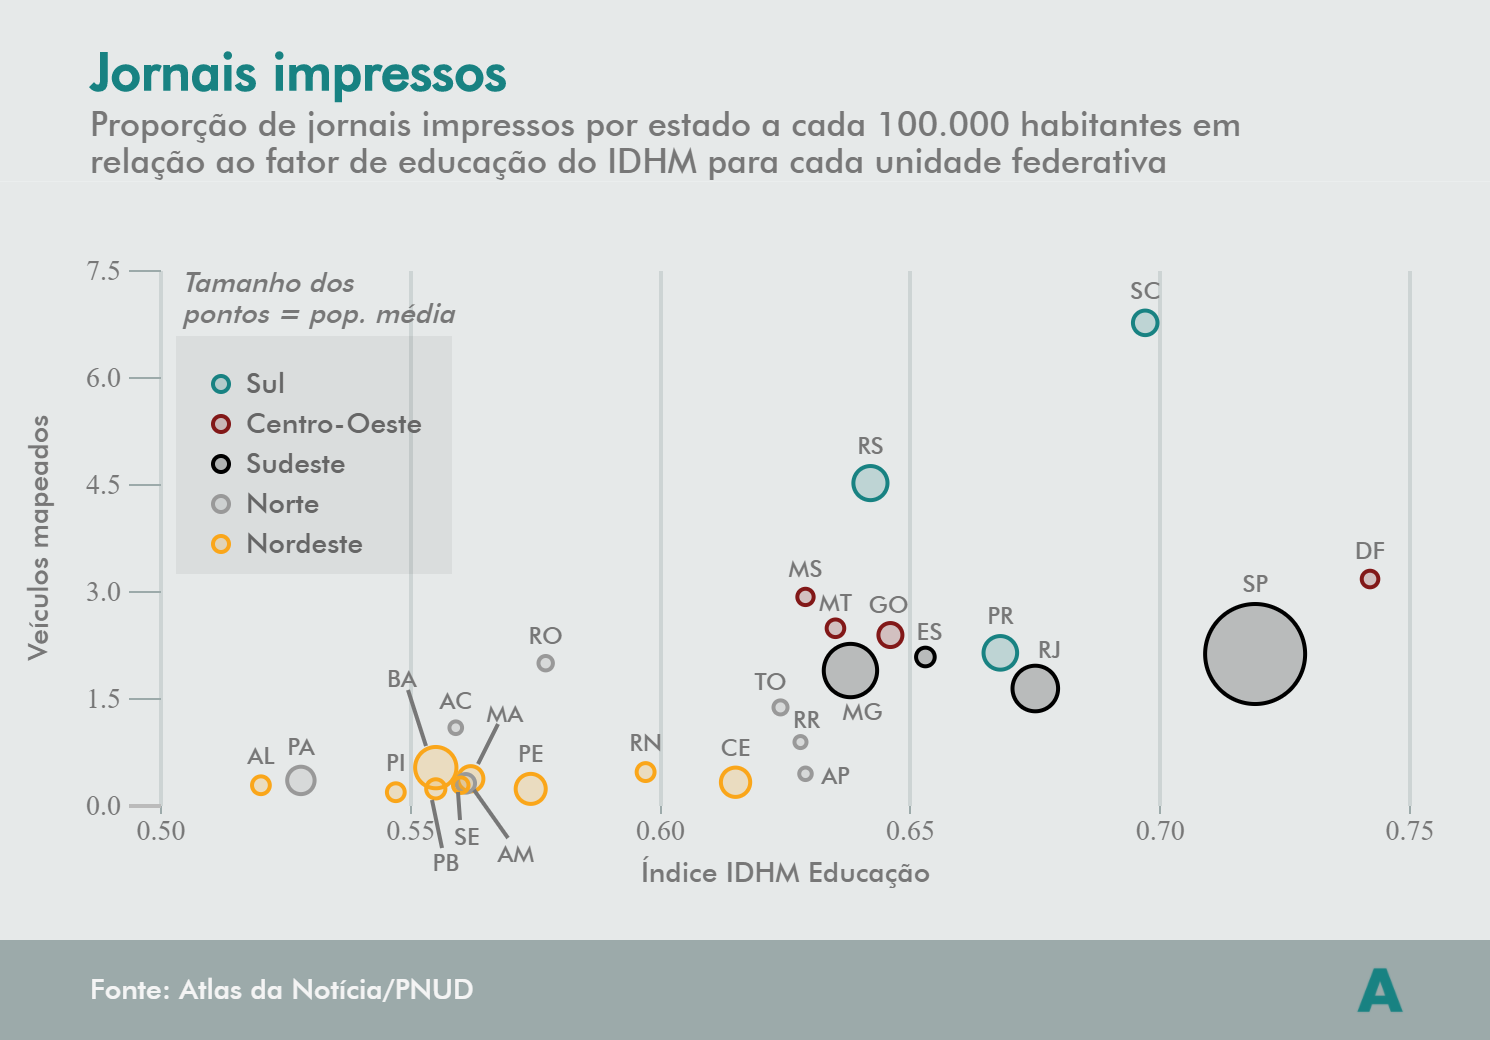 Jornais impressos
Proporção de jornais impressos por estado a cada 100.000 habitantes em
relação ao fator de educação do IDHM para cada unidade federativa
Tamanho dos
pontos = pop. média
Sul
Centro-Oeste
Sudeste
Norte
Nordeste
Veículos mapeados
7.5
6.0
4.5
3.0
1.5
0.0
SC
RS
DF
MS
SP
MT
GO
PR
ES
RO
RJ
BA
TO
AC
MA
MG
RR
RN
PA
CE
AL
PE
PI
AP
SE
AM
PB
0.50
0.55
0.60
0.65
0.70
0.75
Índice IDHM Educação
Fonte: Atlas da Notícia/PNUD
A